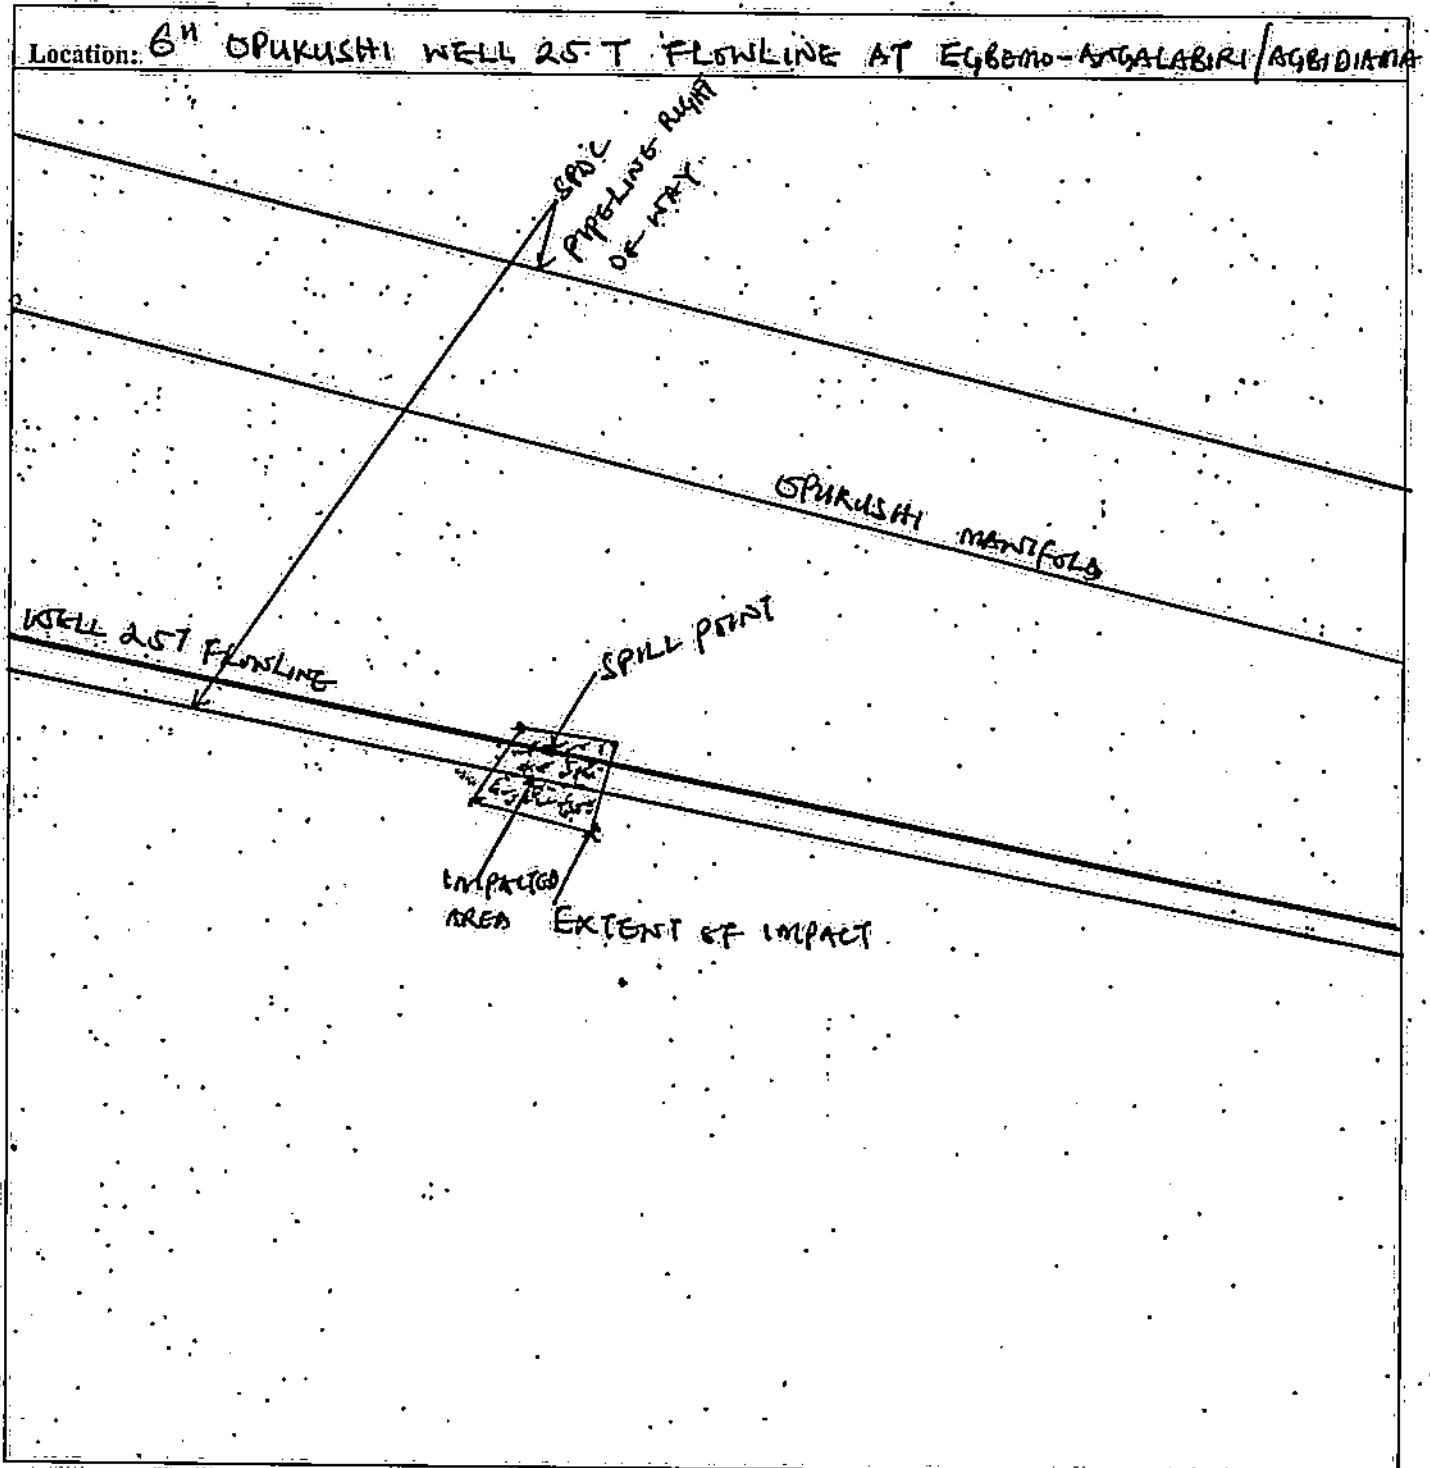 Location: 6" OPUKUSHI WELL 25T FLOWLINE AT EGBEMO-ANGALABIRI/AGBIDIAMA
SPDC
PIPELINE RIGHT
OF WAY
OPUKUSHI MANIFOLD
WELL 25T FLOWLINE
SPILL POINT
IMPACTED
AREA
EXTENT OF IMPACT